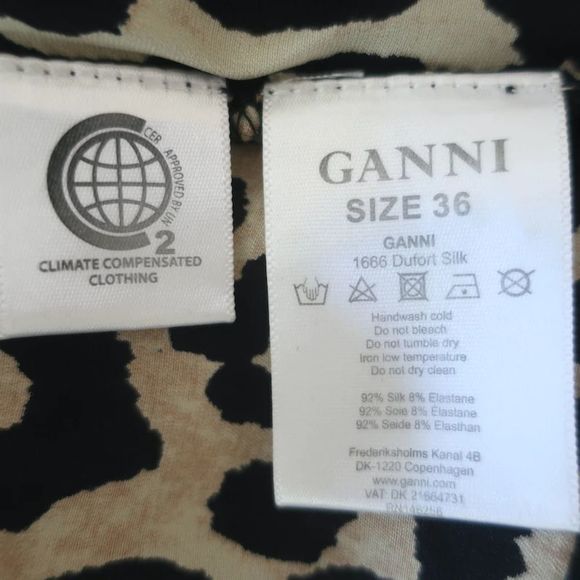 CER APPROVED BY UN
2
CLIMATE COMPENSATED
CLOTHING
GANNI
SIZE 36
GANNI
1666 Dufort Silk
Handwash cold
Do not bleach
Do not tumble dry
Iron low temperature
Do not dry clean
92% Silk 8% Elastane
92% Soie 8% Elastane
92% Seide 8% Elasthan
Frederiksholms Kanal 4B
DK-1220 Copenhagen
www.ganni.com
VAT: DK 21664731
RN146256